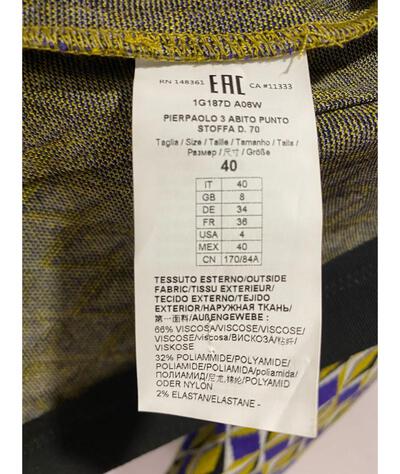 RN 148361 EAC CA #11333
1G187D A06W
PIERPAOLO 3 ABITO PUNTO
STOFFA D. 70
Taglia / Size / Taille / Tamanho / Talla /
Размер / 尺寸 / Größe
40
IT 40
GB 8
DE 34
FR 36
USA 4
MEX 40
CN 170/84A
TESSUTO ESTERNO/OUTSIDE
FABRIC/TISSU EXTERIEUR/
TECIDO EXTERNO/TEJIDO
EXTERIOR/НАРУЖНАЯ ТКАНЬ/
第一面料/AUßENGEWEBE :
66% VISCOSA/VISCOSE/VISCOSE/
VISCOSE/viscosa/ВИСКОЗА/粘纤/
VISKOSE
32% POLIAMMIDE/POLYAMIDE/
POLYAMIDE/POLIAMIDA/poliamida/
ПОЛИАМИД/尼龙, 锦纶/POLYAMID
ODER NYLON
2% ELASTAN/ELASTANE -